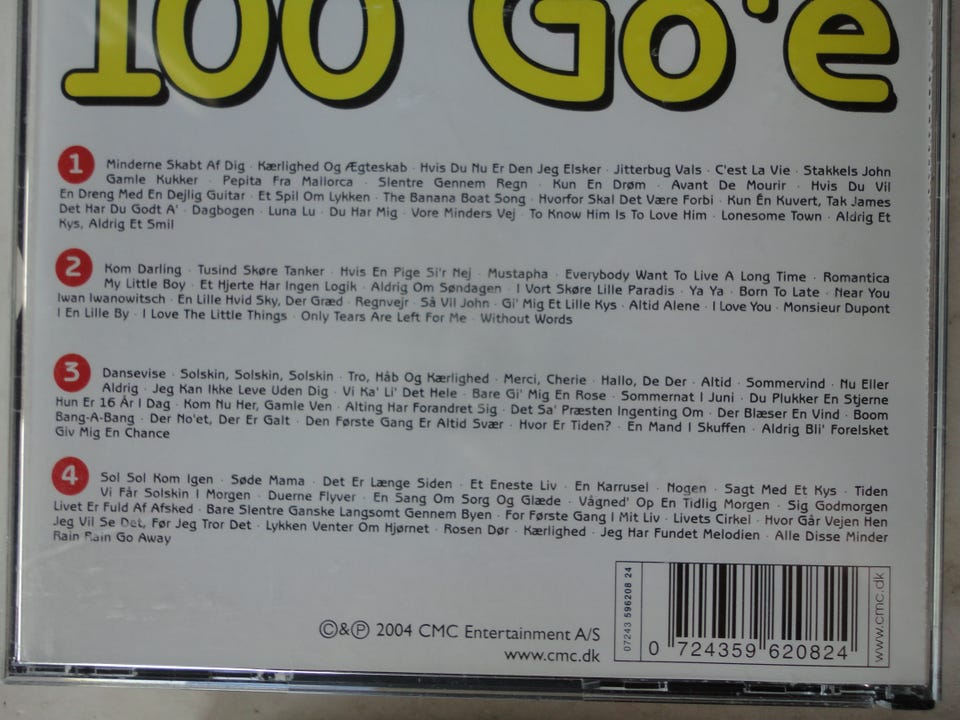 100 Go'e
1 Minderne Skabt Af Dig · Kærlighed Og Ægteskab · Hvis Du Nu Er Den Jeg Elsker · Jitterbug Vals · C'est La Vie · Stakkels John
Gamle Kukker · Pepita Fra Mallorca · Slentre Gennem Regn · Kun En Drøm · Avant De Mourir · Hvis Du Vil
En Dreng Med En Dejlig Guitar · Et Spil Om Lykken · The Banana Boat Song · Hvorfor Skal Det Være Forbi · Kun Én Kuvert, Tak James
Det Har Du Godt A' · Dagbogen · Luna Lu · Du Har Mig · Vore Minders Vej · To Know Him Is To Love Him · Lonesome Town · Aldrig Et
Kys, Aldrig Et Smil
2 Kom Darling · Tusind Skøre Tanker · Hvis En Pige Si'r Nej · Mustapha · Everybody Want To Live A Long Time · Romantica
My Little Boy · Et Hjerte Har Ingen Logik · Aldrig Om Søndagen · I Vort Skøre Lille Paradis · Ya Ya · Born To Late · Near You
Iwan Iwanowitsch · En Lille Hvid Sky, Der Græd · Regnvejr · Så Vil John · Gi' Mig Et Lille Kys · Altid Alene · I Love You · Monsieur Dupont
I En Lille By · I Love The Little Things · Only Tears Are Left For Me · Without Words
3 Dansevise · Solskin, Solskin, Solskin · Tro, Håb Og Kærlighed · Merci, Cherie · Hallo, De Der · Altid · Sommervind · Nu Eller
Aldrig · Jeg Kan Ikke Leve Uden Dig · Vi Ka' Li' Det Hele · Bare Gi' Mig En Rose · Sommernat I Juni · Du Plukker En Stjerne
Hun Er 16 År I Dag · Kom Nu Her, Gamle Ven · Alting Har Forandret Sig · Det Sa' Præsten Ingenting Om · Der Blæser En Vind · Boom
Bang-A-Bang · Der No'et, Der Er Galt · Den Første Gang Er Altid Svær · Hvor Er Tiden? · En Mand I Skuffen · Aldrig Bli' Forelsket
Giv Mig En Chance
4 Sol Sol Kom Igen · Søde Mama · Det Er Længe Siden · Et Eneste Liv · En Karrusel · Nogen · Sagt Med Et Kys · Tiden
Vi Får Solskin I Morgen · Duerne Flyver · En Sang Om Sorg Og Glæde · Vågned' Op En Tidlig Morgen · Sig Godmorgen
Livet Er Fuld Af Afsked · Bare Slentre Ganske Langsomt Gennem Byen · For Første Gang I Mit Liv · Livets Cirkel · Hvor Går Vejen Hen
Jeg Vil Se Det, Før Jeg Tror Det · Lykken Venter Om Hjørnet · Rosen Dør · Kærlighed · Jeg Har Fundet Melodien · Alle Disse Minder
Rain Rain Go Away
©&℗ 2004 CMC Entertainment A/S
www.cmc.dk
07243 596208 24
0 724359 620824
www.cmc.dk